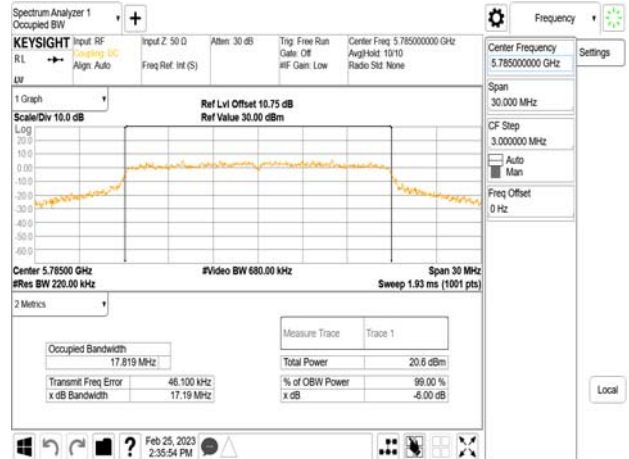 Spectrum Analyzer 1
Occupied BW
+
Frequency
KEYSIGHT
Input: RF
Coupling: DC
Align: Auto
RL
LW
Input Z: 50 Ω
Freq Ref: Int (S)
Atten: 30 dB
Trig: Free Run
Gate: Off
#IF Gain: Low
Center Freq: 5.785000000 GHz
Avg|Hold: 10/10
Radio Std: None
Center Frequency
5.785000000 GHz
Settings
Span
30.000 MHz
CF Step
3.000000 MHz
Auto
Man
Freq Offset
0 Hz
Local
1 Graph
Scale/Div 10.0 dB
Ref Lvl Offset 10.75 dB
Ref Value 30.00 dBm
Log
20.0
10.0
0.00
-10.0
-20.0
-30.0
-40.0
-50.0
-60.0
Center 5.78500 GHz
#Video BW 680.00 kHz
Span 30 MHz
#Res BW 220.00 kHz
Sweep 1.93 ms (1001 pts)
2 Metrics
Measure Trace Trace 1
Occupied Bandwidth
17.819 MHz
Total Power 20.6 dBm
Transmit Freq Error 46.100 kHz
% of OBW Power 99.00 %
x dB Bandwidth 17.19 MHz
x dB -6.00 dB
?
Feb 25, 2023
2:35:54 PM